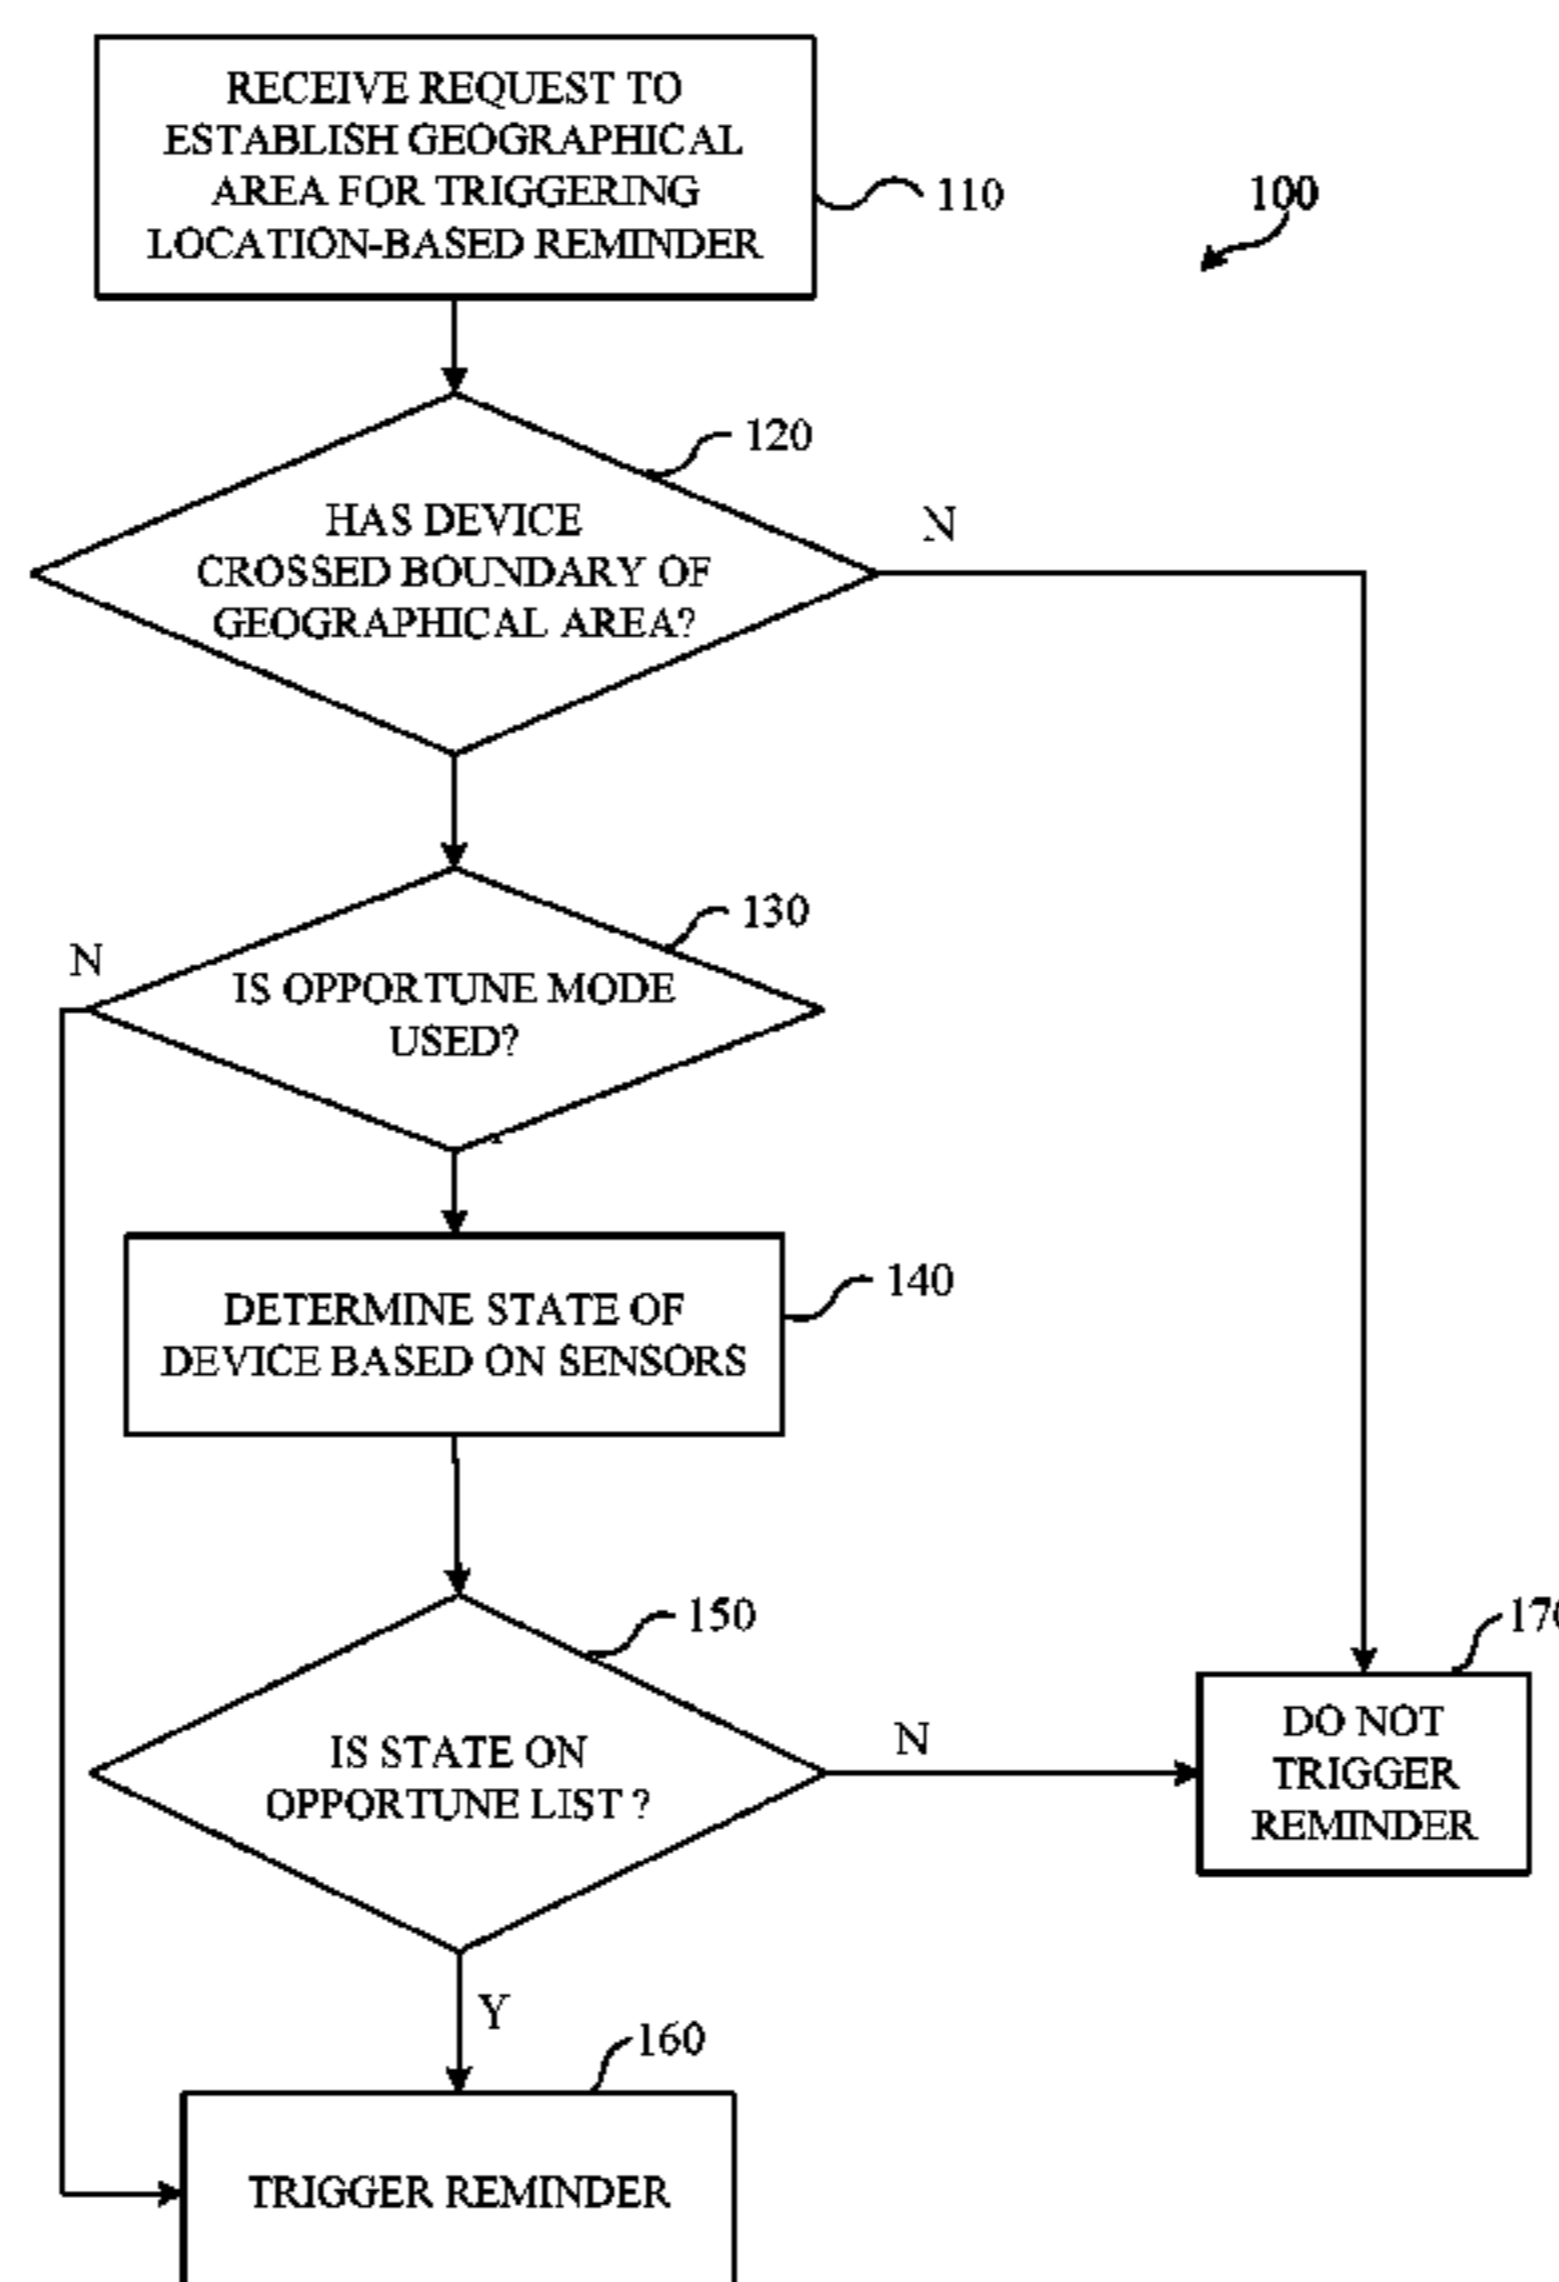 RECEIVE REQUEST TO
ESTABLISH GEOGRAPHICAL
AREA FOR TRIGGERING
LOCATION-BASED REMINDER
110
100
120
HAS DEVICE
CROSSED BOUNDARY OF
GEOGRAPHICAL AREA?
N
130
N
IS OPPORTUNE MODE
USED?
140
DETERMINE STATE OF
DEVICE BASED ON SENSORS
150
IS STATE ON
OPPORTUNE LIST ?
N
170
DO NOT
TRIGGER
REMINDER
Y
160
TRIGGER REMINDER